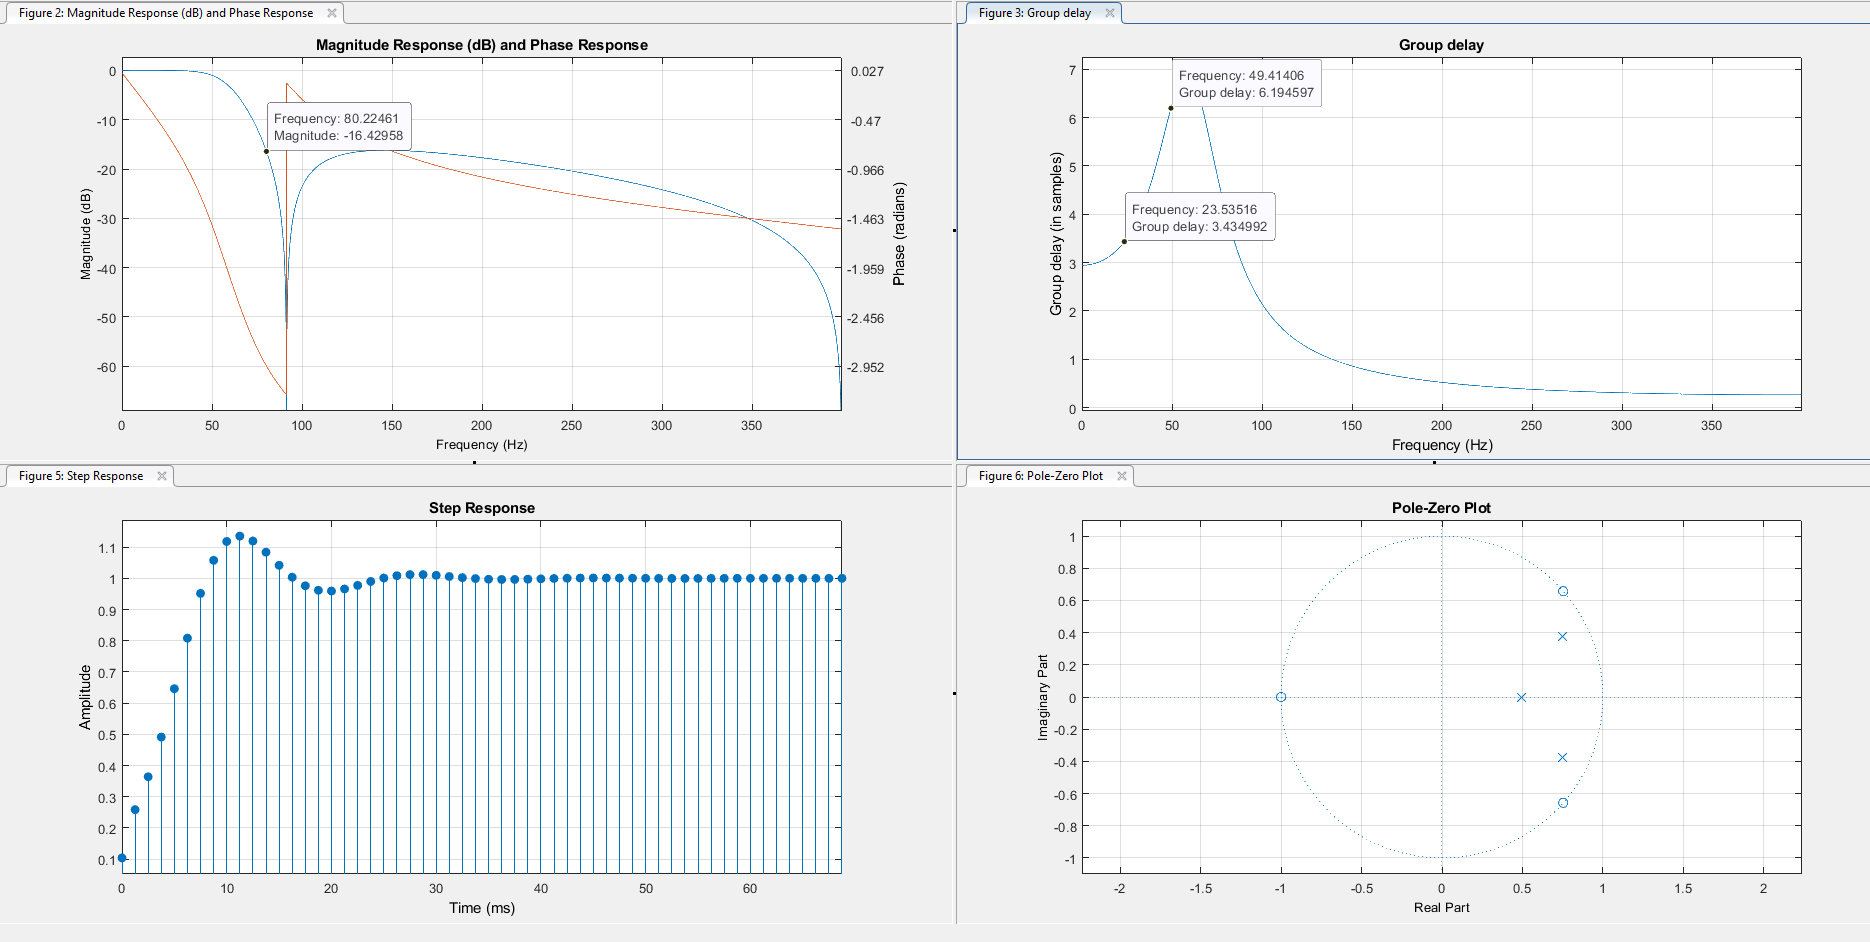 Figure 2: Magnitude Response (dB) and Phase Response
Magnitude Response (dB) and Phase Response
0
-10
-20
-30
-40
-50
-60
Magnitude (dB)
Frequency: 80.22461
Magnitude: -16.42958
0.027
-0.47
-0.966
-1.463
-1.959
-2.456
-2.952
Phase (radians)
0 50 100 150 200 250 300 350
Frequency (Hz)
Figure 3: Group delay
Group delay
7
6
5
4
3
2
1
0
Group delay (in samples)
Frequency: 49.41406
Group delay: 6.194597
Frequency: 23.53516
Group delay: 3.434992
0 50 100 150 200 250 300 350
Frequency (Hz)
Figure 5: Step Response
Step Response
1.1
1
0.9
0.8
0.7
0.6
0.5
0.4
0.3
0.2
0.1
Amplitude
0 10 20 30 40 50 60
Time (ms)
Figure 6: Pole-Zero Plot
Pole-Zero Plot
1
0.8
0.6
0.4
0.2
0
-0.2
-0.4
-0.6
-0.8
-1
Imaginary Part
-2 -1.5 -1 -0.5 0 0.5 1 1.5 2
Real Part